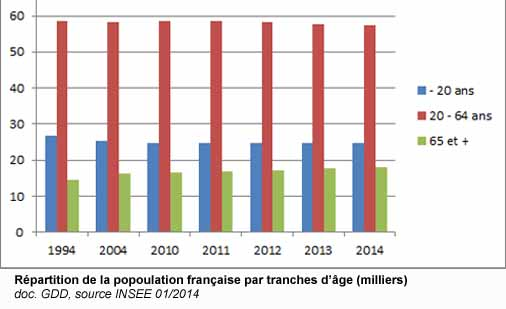 60
50
40
30
20
10
0
1994 2004 2010 2011 2012 2013 2014
- 20 ans
20 - 64 ans
65 et +
Répartition de la popoulation française par tranches d'âge (milliers)
doc. GDD, source INSEE 01/2014